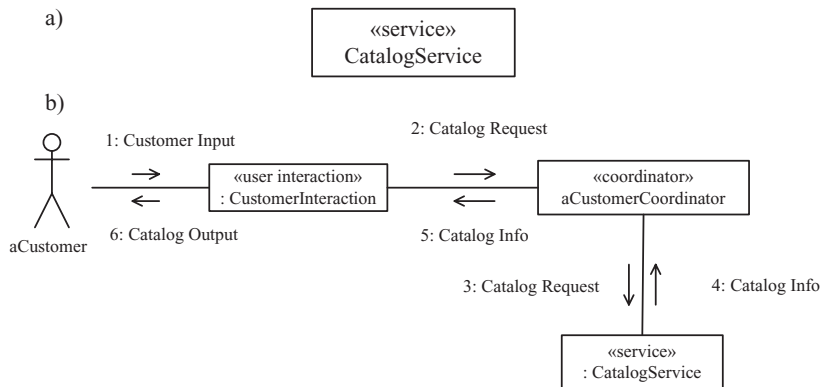 a)
«service»
CatalogService
b)
1: Customer Input
2: Catalog Request
«user interaction»
: CustomerInteraction
«coordinator»
aCustomerCoordinator
aCustomer
6: Catalog Output
5: Catalog Info
3: Catalog Request
4: Catalog Info
«service»
: CatalogService